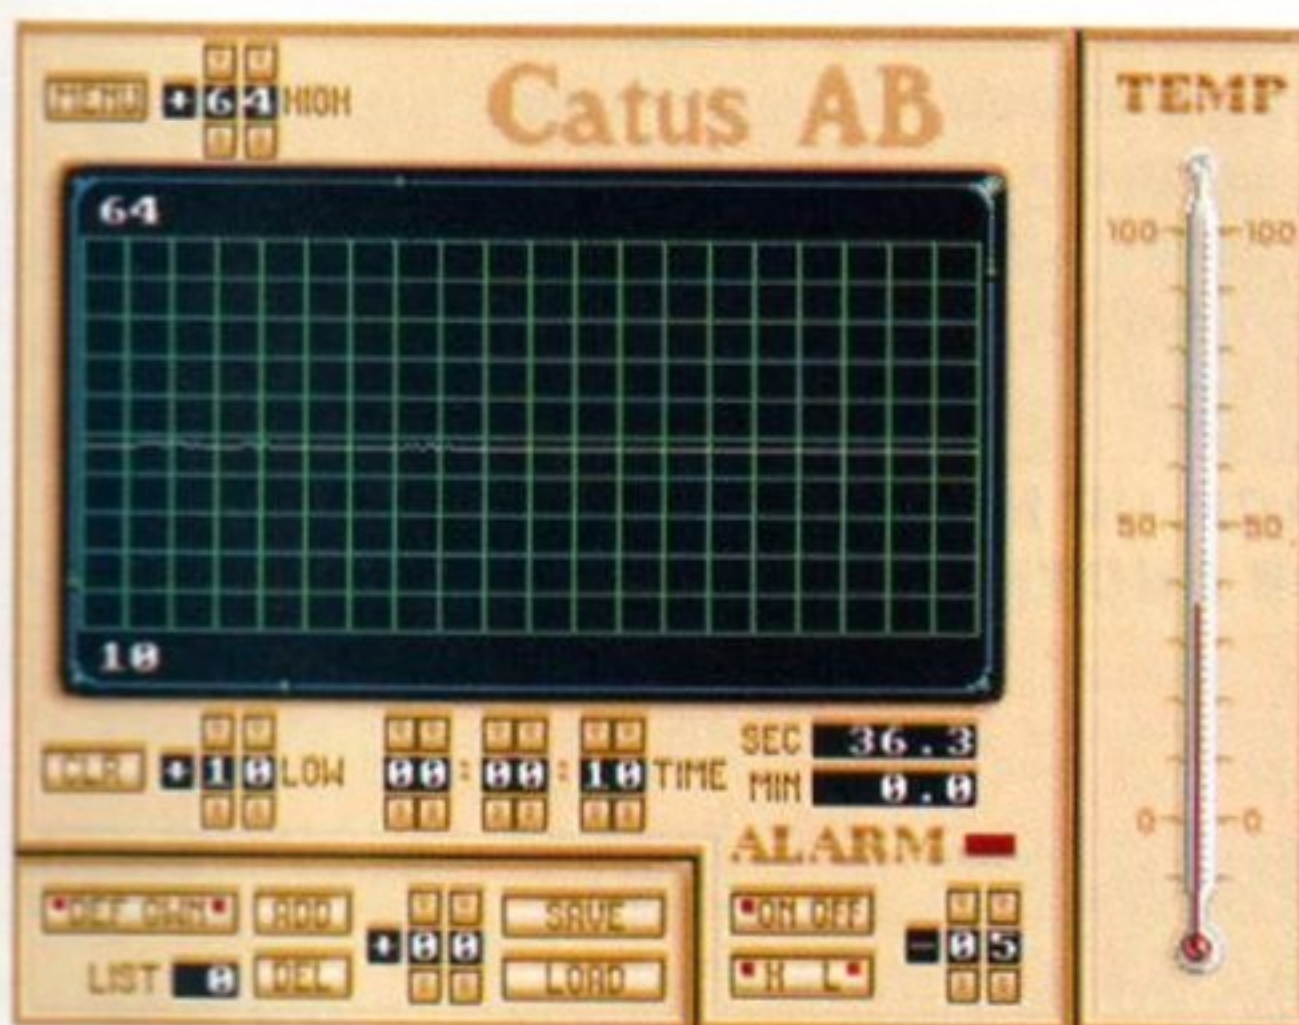 MENU +64 HIGH Catus AB
64
10
CLR +10 LOW 00:00:10 TIME
SEC 36.3
MIN 0.0
ALARM
DEF OWN ADD +00 SAVE
LIST 0 DEL LOAD
ON OFF -05
H L
TEMP
100 100
50 50
0 0